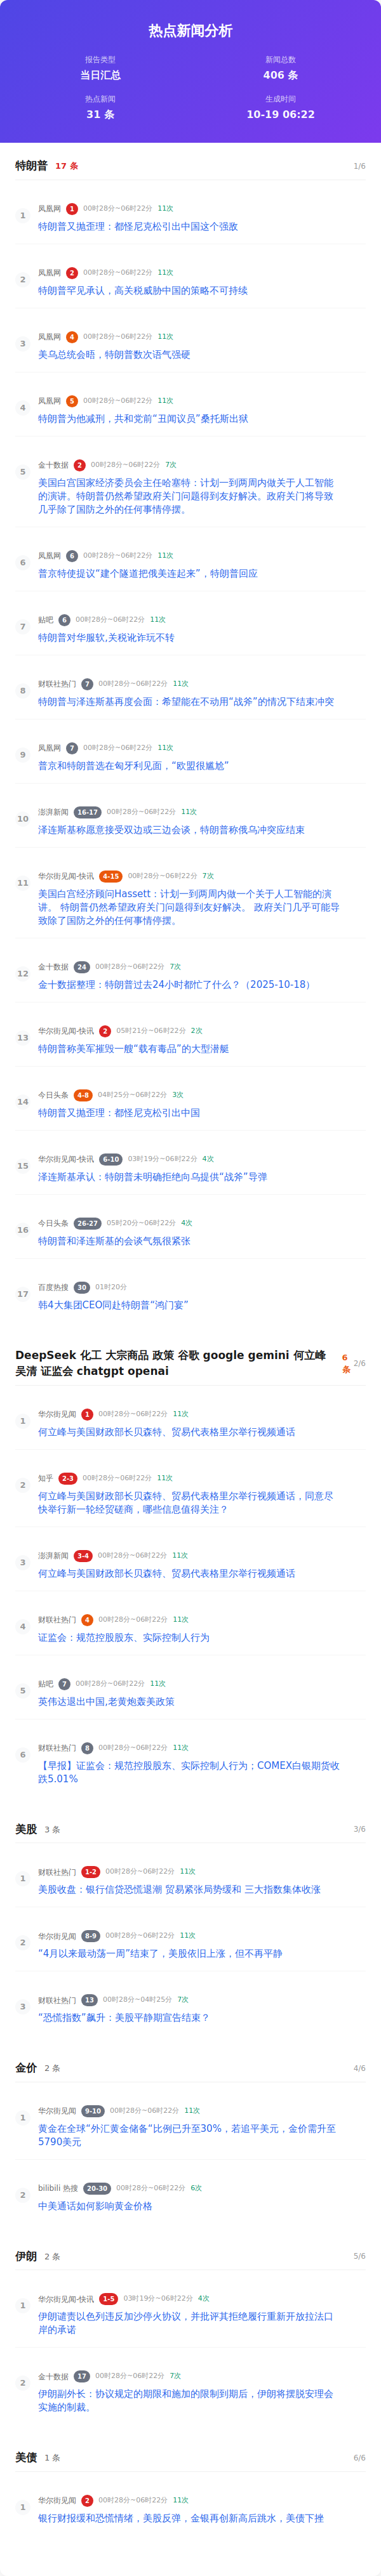 热点新闻分析
报告类型
当日汇总
新闻总数
406 条
热点新闻
31 条
生成时间
10-19 06:22
特朗普 17 条 1/6
1
凤凰网 1 00时28分~06时22分 11次
特朗普又抛歪理：都怪尼克松引出中国这个强敌
2
凤凰网 2 00时28分~06时22分 11次
特朗普罕见承认，高关税威胁中国的策略不可持续
3
凤凰网 4 00时28分~06时22分 11次
美乌总统会晤，特朗普数次语气强硬
4
凤凰网 5 00时28分~06时22分 11次
特朗普为他减刑，共和党前“丑闻议员”桑托斯出狱
5
金十数据 2 00时28分~06时22分 7次
美国白宫国家经济委员会主任哈塞特：计划一到两周内做关于人工智能
的演讲。特朗普仍然希望政府关门问题得到友好解决。政府关门将导致
几乎除了国防之外的任何事情停摆。
6
凤凰网 6 00时28分~06时22分 11次
普京特使提议“建个隧道把俄美连起来”，特朗普回应
7
贴吧 6 00时28分~06时22分 11次
特朗普对华服软,关税讹诈玩不转
8
财联社热门 7 00时28分~06时22分 11次
特朗普与泽连斯基再度会面：希望能在不动用“战斧”的情况下结束冲突
9
凤凰网 7 00时28分~06时22分 11次
普京和特朗普选在匈牙利见面，“欧盟很尴尬”
10
澎湃新闻 16-17 00时28分~06时22分 11次
泽连斯基称愿意接受双边或三边会谈，特朗普称俄乌冲突应结束
11
华尔街见闻-快讯 4-15 00时28分~06时22分 7次
美国白宫经济顾问Hassett：计划一到两周内做一个关于人工智能的演
讲。 特朗普仍然希望政府关门问题得到友好解决。 政府关门几乎可能导
致除了国防之外的任何事情停摆。
12
金十数据 24 00时28分~06时22分 7次
金十数据整理：特朗普过去24小时都忙了什么？（2025-10-18）
13
华尔街见闻-快讯 2 05时21分~06时22分 2次
特朗普称美军摧毁一艘“载有毒品”的大型潜艇
14
今日头条 4-8 04时25分~06时22分 3次
特朗普又抛歪理：都怪尼克松引出中国
15
华尔街见闻-快讯 6-10 03时19分~06时22分 4次
泽连斯基承认：特朗普未明确拒绝向乌提供“战斧”导弹
16
今日头条 26-27 05时20分~06时22分 4次
特朗普和泽连斯基的会谈气氛很紧张
17
百度热搜 30 01时20分
韩4大集团CEO同赴特朗普“鸿门宴”
DeepSeek 化工 大宗商品 政策 谷歌 google gemini 何立峰
吴清 证监会 chatgpt openai 6条 2/6
1
华尔街见闻 1 00时28分~06时22分 11次
何立峰与美国财政部长贝森特、贸易代表格里尔举行视频通话
2
知乎 2-3 00时28分~06时22分 11次
何立峰与美国财政部长贝森特、贸易代表格里尔举行视频通话，同意尽
快举行新一轮经贸磋商，哪些信息值得关注？
3
澎湃新闻 3-4 00时28分~06时22分 11次
何立峰与美国财政部长贝森特、贸易代表格里尔举行视频通话
4
财联社热门 4 00时28分~06时22分 11次
证监会：规范控股股东、实际控制人行为
5
贴吧 7 00时28分~06时22分 11次
英伟达退出中国,老黄炮轰美政策
6
财联社热门 8 00时28分~06时22分 11次
【早报】证监会：规范控股股东、实际控制人行为；COMEX白银期货收
跌5.01%
美股 3 条 3/6
1
财联社热门 1-2 00时28分~06时22分 11次
美股收盘：银行信贷恐慌退潮 贸易紧张局势缓和 三大指数集体收涨
2
华尔街见闻 8-9 00时28分~06时22分 11次
“4月以来最动荡一周”结束了，美股依旧上涨，但不再平静
3
财联社热门 13 00时28分~04时25分 7次
“恐慌指数”飙升：美股平静期宣告结束？
金价 2 条 4/6
1
华尔街见闻 9-10 00时28分~06时22分 11次
黄金在全球“外汇黄金储备“比例已升至30%，若追平美元，金价需升至
5790美元
2
bilibili 热搜 20-30 00时28分~06时22分 6次
中美通话如何影响黄金价格
伊朗 2 条 5/6
1
华尔街见闻-快讯 1-5 03时19分~06时22分 4次
伊朗谴责以色列违反加沙停火协议，并批评其拒绝履行重新开放拉法口
岸的承诺
2
金十数据 17 00时28分~06时22分 7次
伊朗副外长：协议规定的期限和施加的限制到期后，伊朗将摆脱安理会
实施的制裁。
美债 1 条 6/6
1
华尔街见闻 2 00时28分~06时22分 11次
银行财报缓和恐慌情绪，美股反弹，金银再创新高后跳水，美债下挫